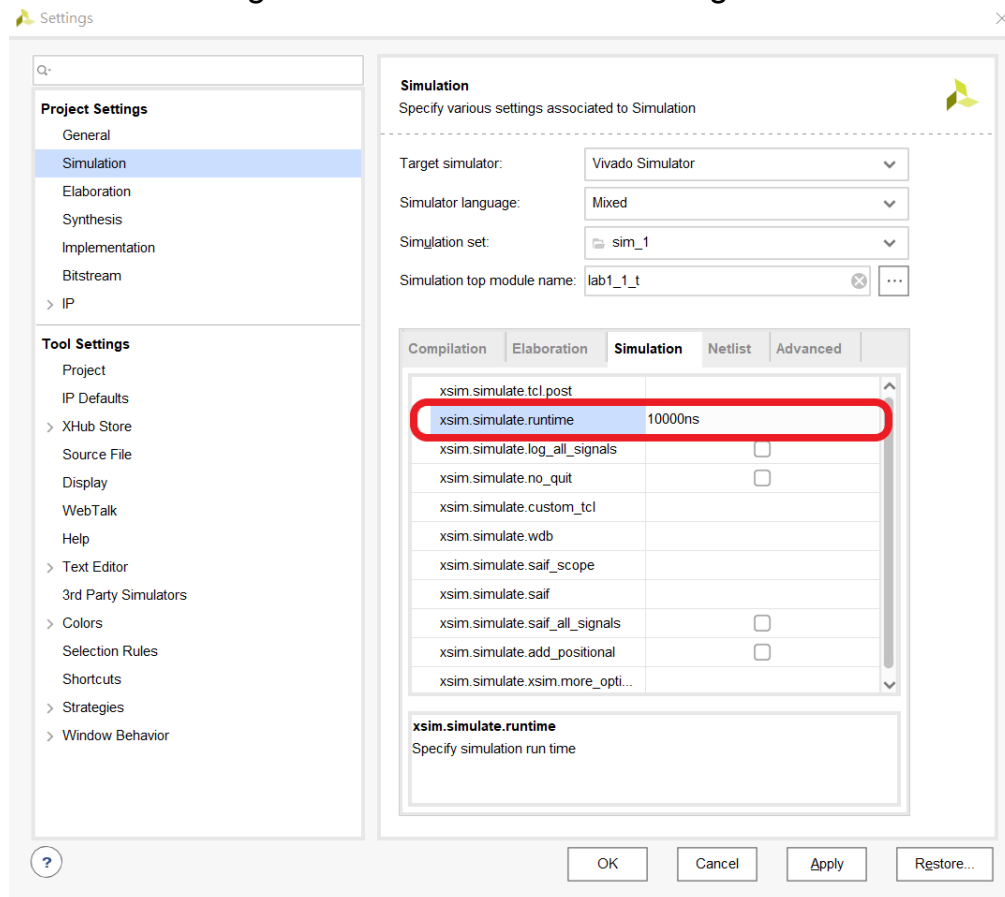 Settings
Project Settings
General
Simulation
Elaboration
Synthesis
Implementation
Bitstream
IP
Tool Settings
Project
IP Defaults
XHub Store
Source File
Display
WebTalk
Help
Text Editor
3rd Party Simulators
Colors
Selection Rules
Shortcuts
Strategies
Window Behavior
Simulation
Specify various settings associated to Simulation
Target simulator: Vivado Simulator
Simulator language: Mixed
Simulation set: sim_1
Simulation top module name: lab1_1_t
Compilation Elaboration Simulation Netlist Advanced
xsim.simulate.tcl.post
xsim.simulate.runtime 10000ns
xsim.simulate.log_all_signals
xsim.simulate.no_quit
xsim.simulate.custom_tcl
xsim.simulate.wdb
xsim.simulate.saif_scope
xsim.simulate.saif
xsim.simulate.saif_all_signals
xsim.simulate.add_positional
xsim.simulate.xsim.more_opti...
xsim.simulate.runtime
Specify simulation run time
? OK Cancel Apply Restore...